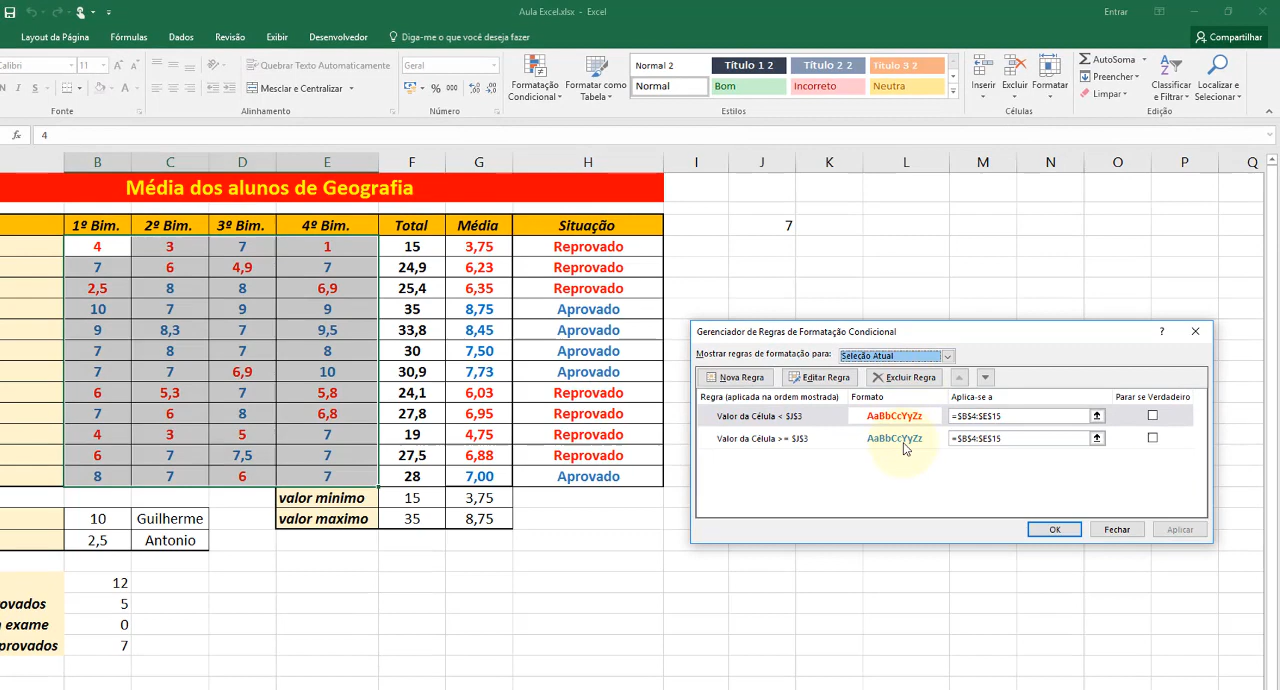 Aula Excel.xlsx - Excel
Entrar
Layout da Página Fórmulas Dados Revisão Exibir Desenvolvedor Diga-me o que você deseja fazer
Compartilhar
Calibri 11 Quebrar Texto Automaticamente Geral
Mesclar e Centralizar
Formatação Condicional
Formatar como Tabela
Normal 2 Título 1 2 Título 2 2 Título 3 2
Normal Bom Incorreto Neutra
Inserir Excluir Formatar
AutoSoma
Preencher
Limpar
Classificar e Filtrar
Localizar e Selecionar
Fonte Alinhamento Número Estilos Células Edição
fx 4
B C D E F G H I J K L M N O P Q
Média dos alunos de Geografia
1º Bim. 2º Bim. 3º Bim. 4º Bim. Total Média Situação 7
4 3 7 1 15 3,75 Reprovado
7 6 4,9 7 24,9 6,23 Reprovado
2,5 8 8 6,9 25,4 6,35 Reprovado
10 7 9 9 35 8,75 Aprovado
9 8,3 7 9,5 33,8 8,45 Aprovado
7 8 7 8 30 7,50 Aprovado
7 7 6,9 10 30,9 7,73 Aprovado
6 5,3 7 5,8 24,1 6,03 Reprovado
7 6 8 6,8 27,8 6,95 Reprovado
4 3 5 7 19 4,75 Reprovado
6 7 7,5 7 27,5 6,88 Reprovado
8 7 6 7 28 7,00 Aprovado
valor minimo 15 3,75
valor maximo 35 8,75
10 Guilherme
2,5 Antonio
12
ovados 5
n exame 0
provados 7
Gerenciador de Regras de Formatação Condicional ? ×
Mostrar regras de formatação para: Seleção Atual
Nova Regra Editar Regra Excluir Regra
Regra (aplicada na ordem mostrada) Formato Aplica-se a Parar se Verdadeiro
Valor da Célula < $J$3 AaBbCcYyZz =$B$4:$E$15
Valor da Célula >= $J$3 AaBbCcYyZz =$B$4:$E$15
OK Fechar Aplicar